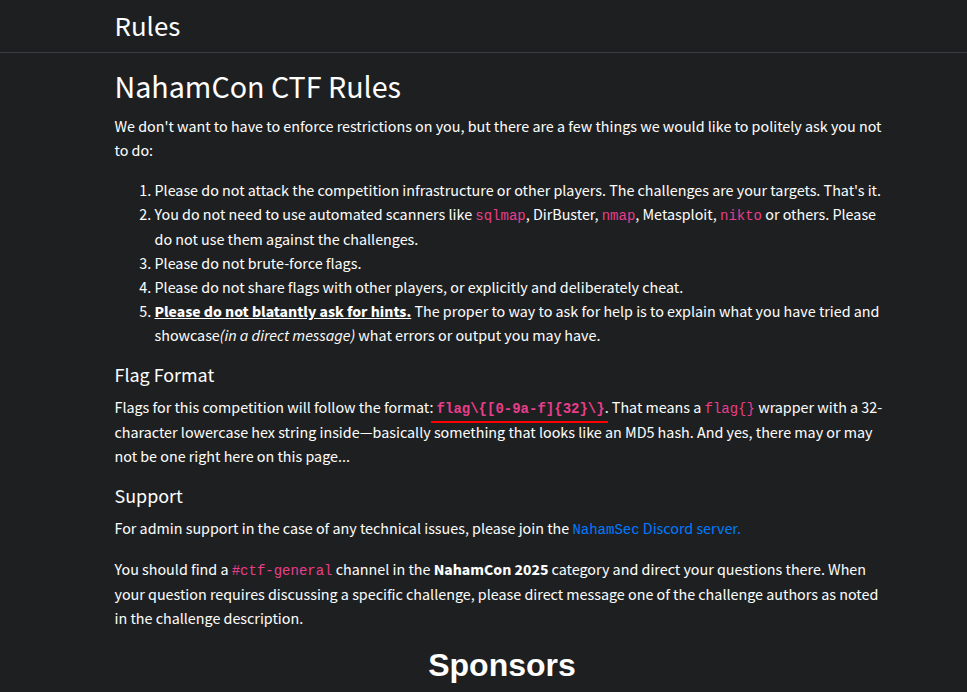 Rules
NahamCon CTF Rules
We don't want to have to enforce restrictions on you, but there are a few things we would like to politely ask you not
to do:
1. Please do not attack the competition infrastructure or other players. The challenges are your targets. That's it.
2. You do not need to use automated scanners like sqlmap, DirBuster, nmap, Metasploit, nikto or others. Please
do not use them against the challenges.
3. Please do not brute-force flags.
4. Please do not share flags with other players, or explicitly and deliberately cheat.
5. Please do not blatantly ask for hints. The proper to way to ask for help is to explain what you have tried and
showcase(in a direct message) what errors or output you may have.
Flag Format
Flags for this competition will follow the format: flag\{[0-9a-f]{32}\}. That means a flag{} wrapper with a 32-
character lowercase hex string inside—basically something that looks like an MD5 hash. And yes, there may or may
not be one right here on this page...
Support
For admin support in the case of any technical issues, please join the NahamSec Discord server.
You should find a #ctf-general channel in the NahamCon 2025 category and direct your questions there. When
your question requires discussing a specific challenge, please direct message one of the challenge authors as noted
in the challenge description.
Sponsors